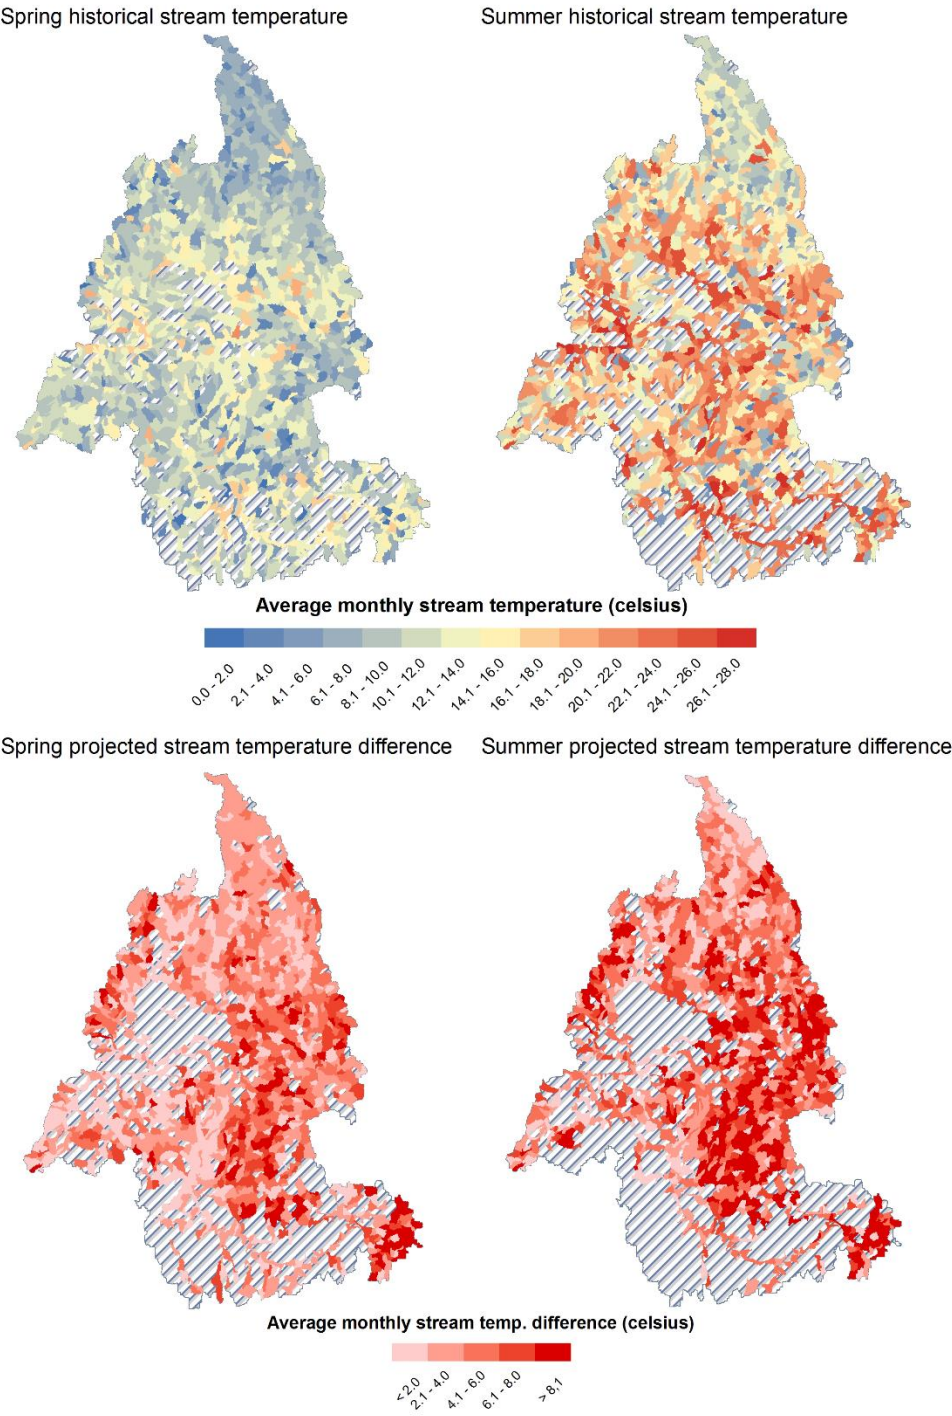 Spring historical stream temperature
Summer historical stream temperature
Average monthly stream temperature (celsius)
0.0 - 2.0
2.1 - 4.0
4.1 - 6.0
6.1 - 8.0
8.1 - 10.0
10.1 - 12.0
12.1 - 14.0
14.1 - 16.0
16.1 - 18.0
18.1 - 20.0
20.1 - 22.0
22.1 - 24.0
24.1 - 26.0
26.1 - 28.0
Spring projected stream temperature difference
Summer projected stream temperature difference
Average monthly stream temp. difference (celsius)
< 2.0
2.1 - 4.0
4.1 - 6.0
6.1 - 8.0
> 8,1